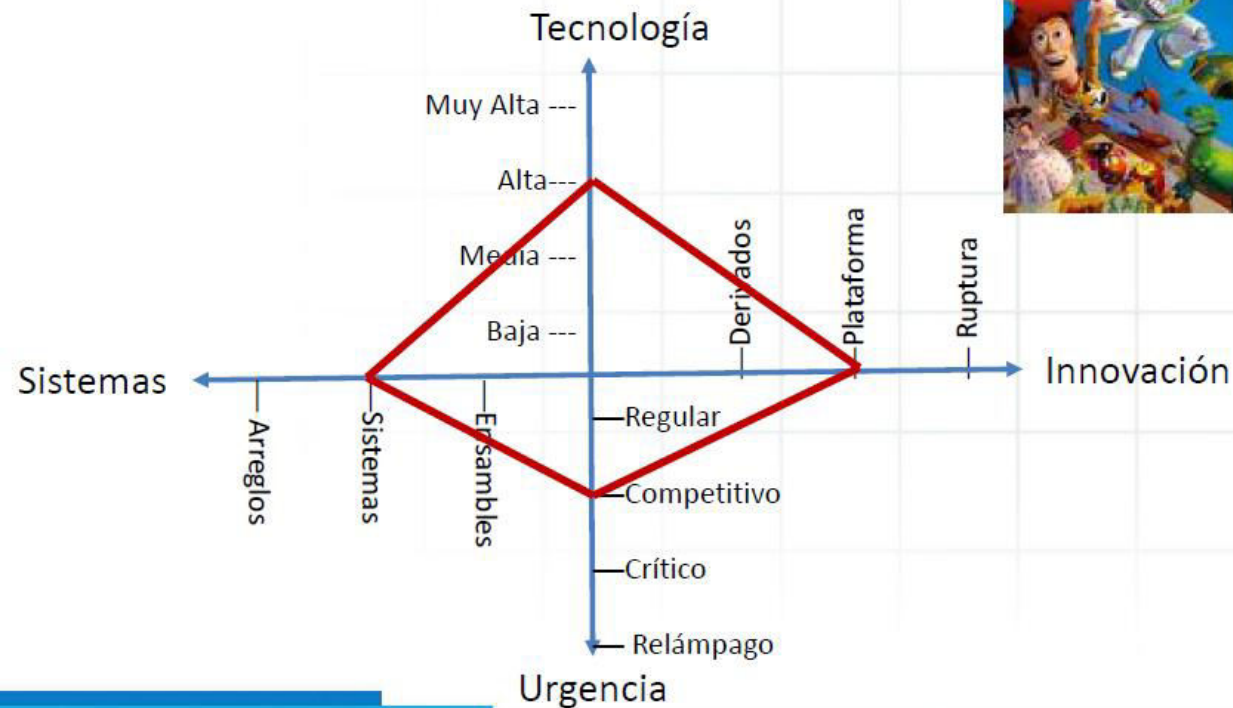 Tecnología
Muy Alta ---
Alta---
Media ---
Baja ---
Derivados
Plataforma
Ruptura
Sistemas
Innovación
Arreglos
Sistemas
Ensambles
Regular
Competitivo
Crítico
Relámpago
Urgencia